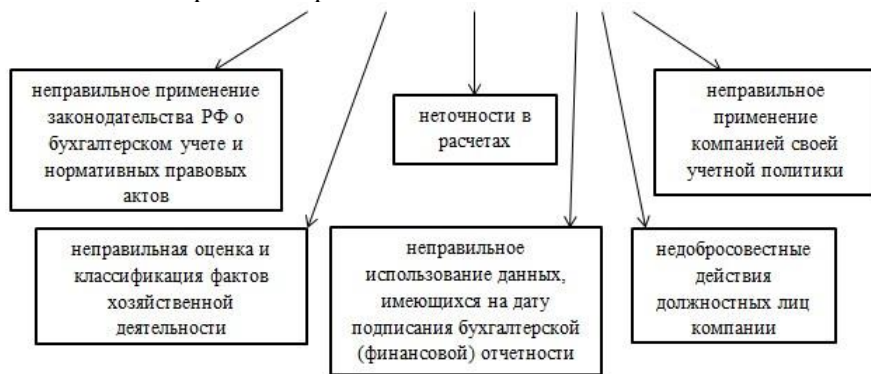 неправильное применение
законодательства РФ о
бухгалтерском учете и
нормативных правовых
актов
неточности в
расчетах
неправильное
применение
компанией своей
учетной политики
неправильная оценка и
классификация фактов
хозяйственной
деятельности
неправильное
использование данных,
имеющихся на дату
подписания бухгалтерской
(финансовой) отчетности
недобросовестные
действия
должностных лиц
компании